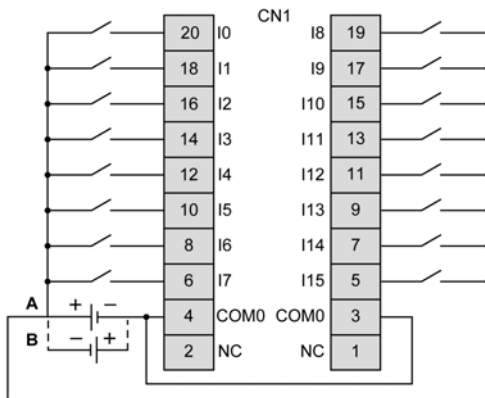 CN1
20 I0 I8 19
18 I1 I9 17
16 I2 I10 15
14 I3 I11 13
12 I4 I12 11
10 I5 I13 9
8 I6 I14 7
6 I7 I15 5
A + − 4 COM0 COM0 3
B − + 2 NC NC 1